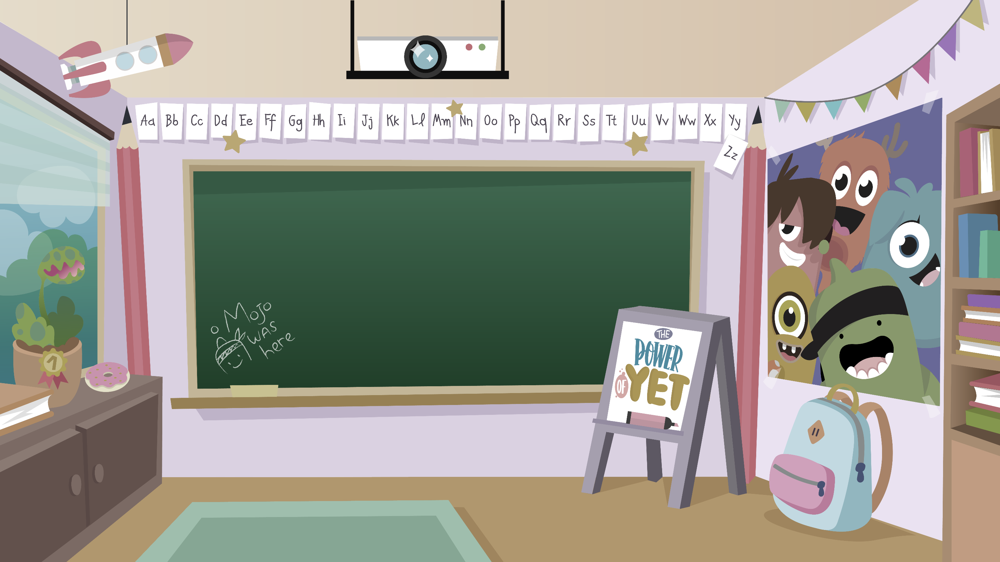 Aa Bb Cc Dd Ee Ff Gg Hh Ii Jj Kk Ll Mm Nn Oo Pp Qq Rr Ss Tt Uu Vv Ww Xx Yy
Zz
Mojo
was
here
THE
POWER
OF YET
1